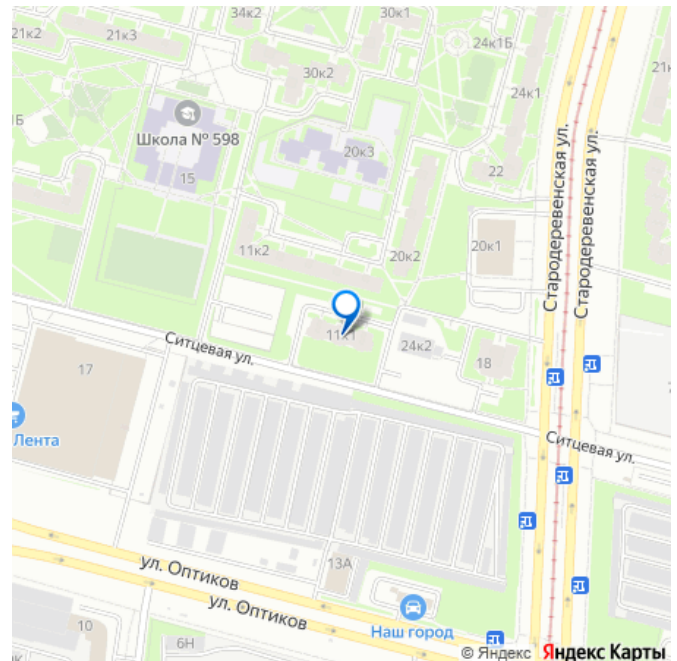 34к2
30к1
21к2
21к3
24к1Б
30к2
24к1
Школа № 598
20к3
15
22
Стародеревенская ул.
Стародеревенская ул.
11к2
20к2
20к1
11к1
24к2
18
Ситцевая ул.
17
Лента
Ситцевая ул.
13А
ул. Оптиков
ул. Оптиков
10
6Н
Наш город
© Яндекс Яндекс Карты